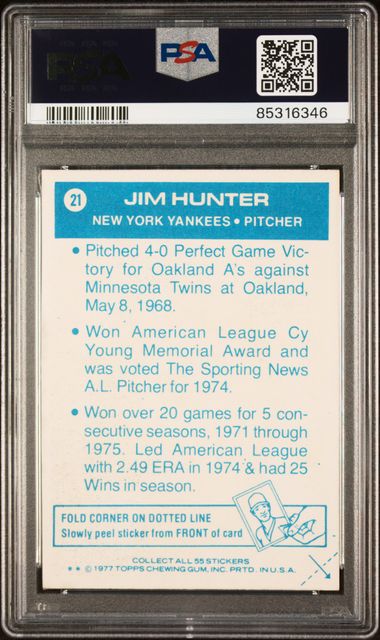 PSA
PSA
85316346
21
JIM HUNTER
NEW YORK YANKEES • PITCHER
• Pitched 4-0 Perfect Game Vic-
tory for Oakland A's against
Minnesota Twins at Oakland,
May 8, 1968.
• Won American League Cy
Young Memorial Award and
was voted The Sporting News
A.L. Pitcher for 1974.
• Won over 20 games for 5 con-
secutive seasons, 1971 through
1975. Led American League
with 2.49 ERA in 1974 & had 25
Wins in season.
FOLD CORNER ON DOTTED LINE
Slowly peel sticker from FRONT of card
COLLECT ALL 55 STICKERS
** © 1977 TOPPS CHEWING GUM, INC. PRTD. IN U.S.A.